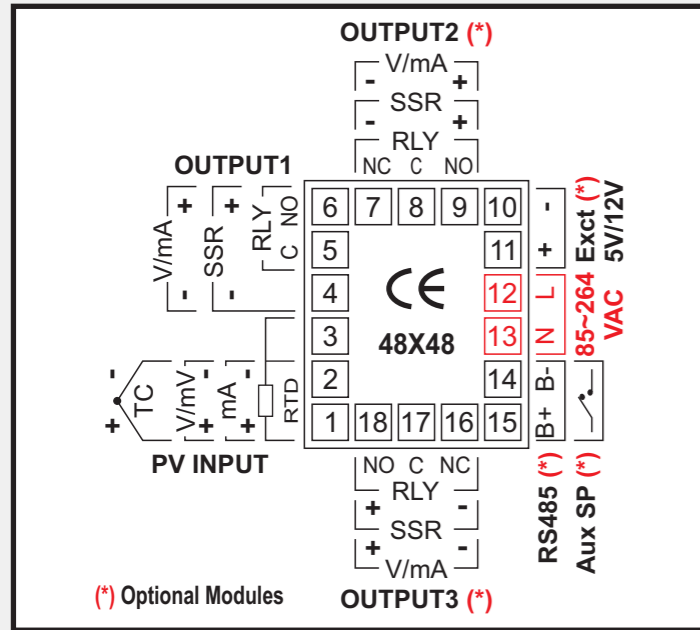 OUTPUT2 (*)
- V/mA +
- SSR +
RLY
NC C NO
OUTPUT1
V/mA + -
SSR + -
RLY C NO
6 7 8 9 10
5 11
4 12
3 13
2 14
1 18 17 16 15
CE
48X48
- +
Exct (*)
5V/12V
N L
85~264
VAC
B+ B-
RS485 (*)
Aux SP (*)
- TC +
- V/mV +
- mA +
RTD
PV INPUT
NO C NC
RLY
+ SSR -
+ V/mA -
OUTPUT3 (*)
(*) Optional Modules